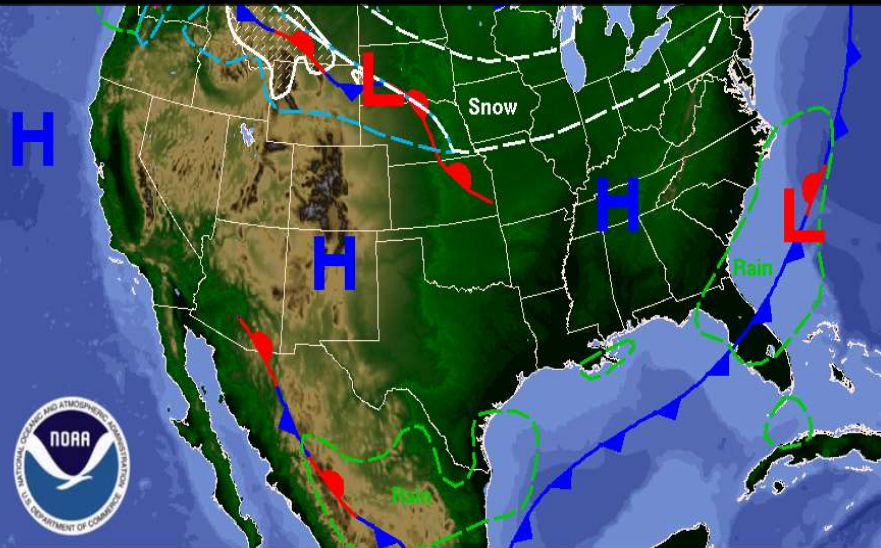 L
Snow
H
H
L
H
Rain
Rain
NATIONAL OCEANIC AND ATMOSPHERIC ADMINISTRATION
NOAA
U.S. DEPARTMENT OF COMMERCE